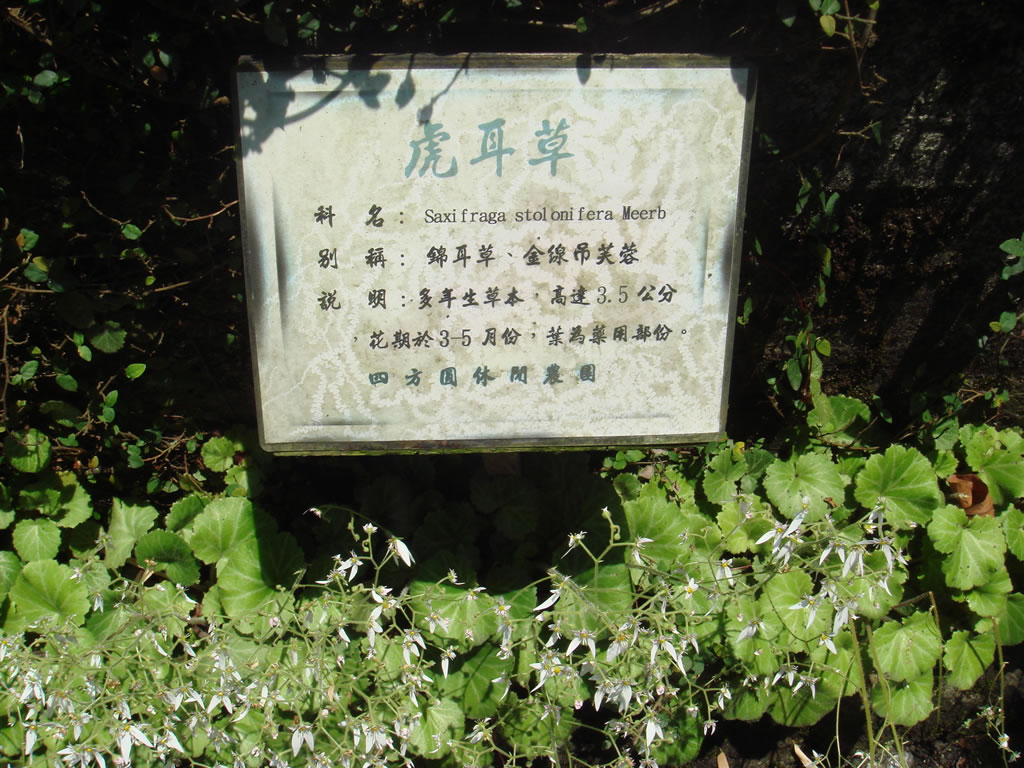 虎耳草
科 名： Saxifraga stolonifera Meerb
別 稱： 錦耳草、金線吊芙蓉
說 明：多年生草本，高達3.5公分
，花期於3-5月份，葉為藥用部份。
四方圓休閒農園